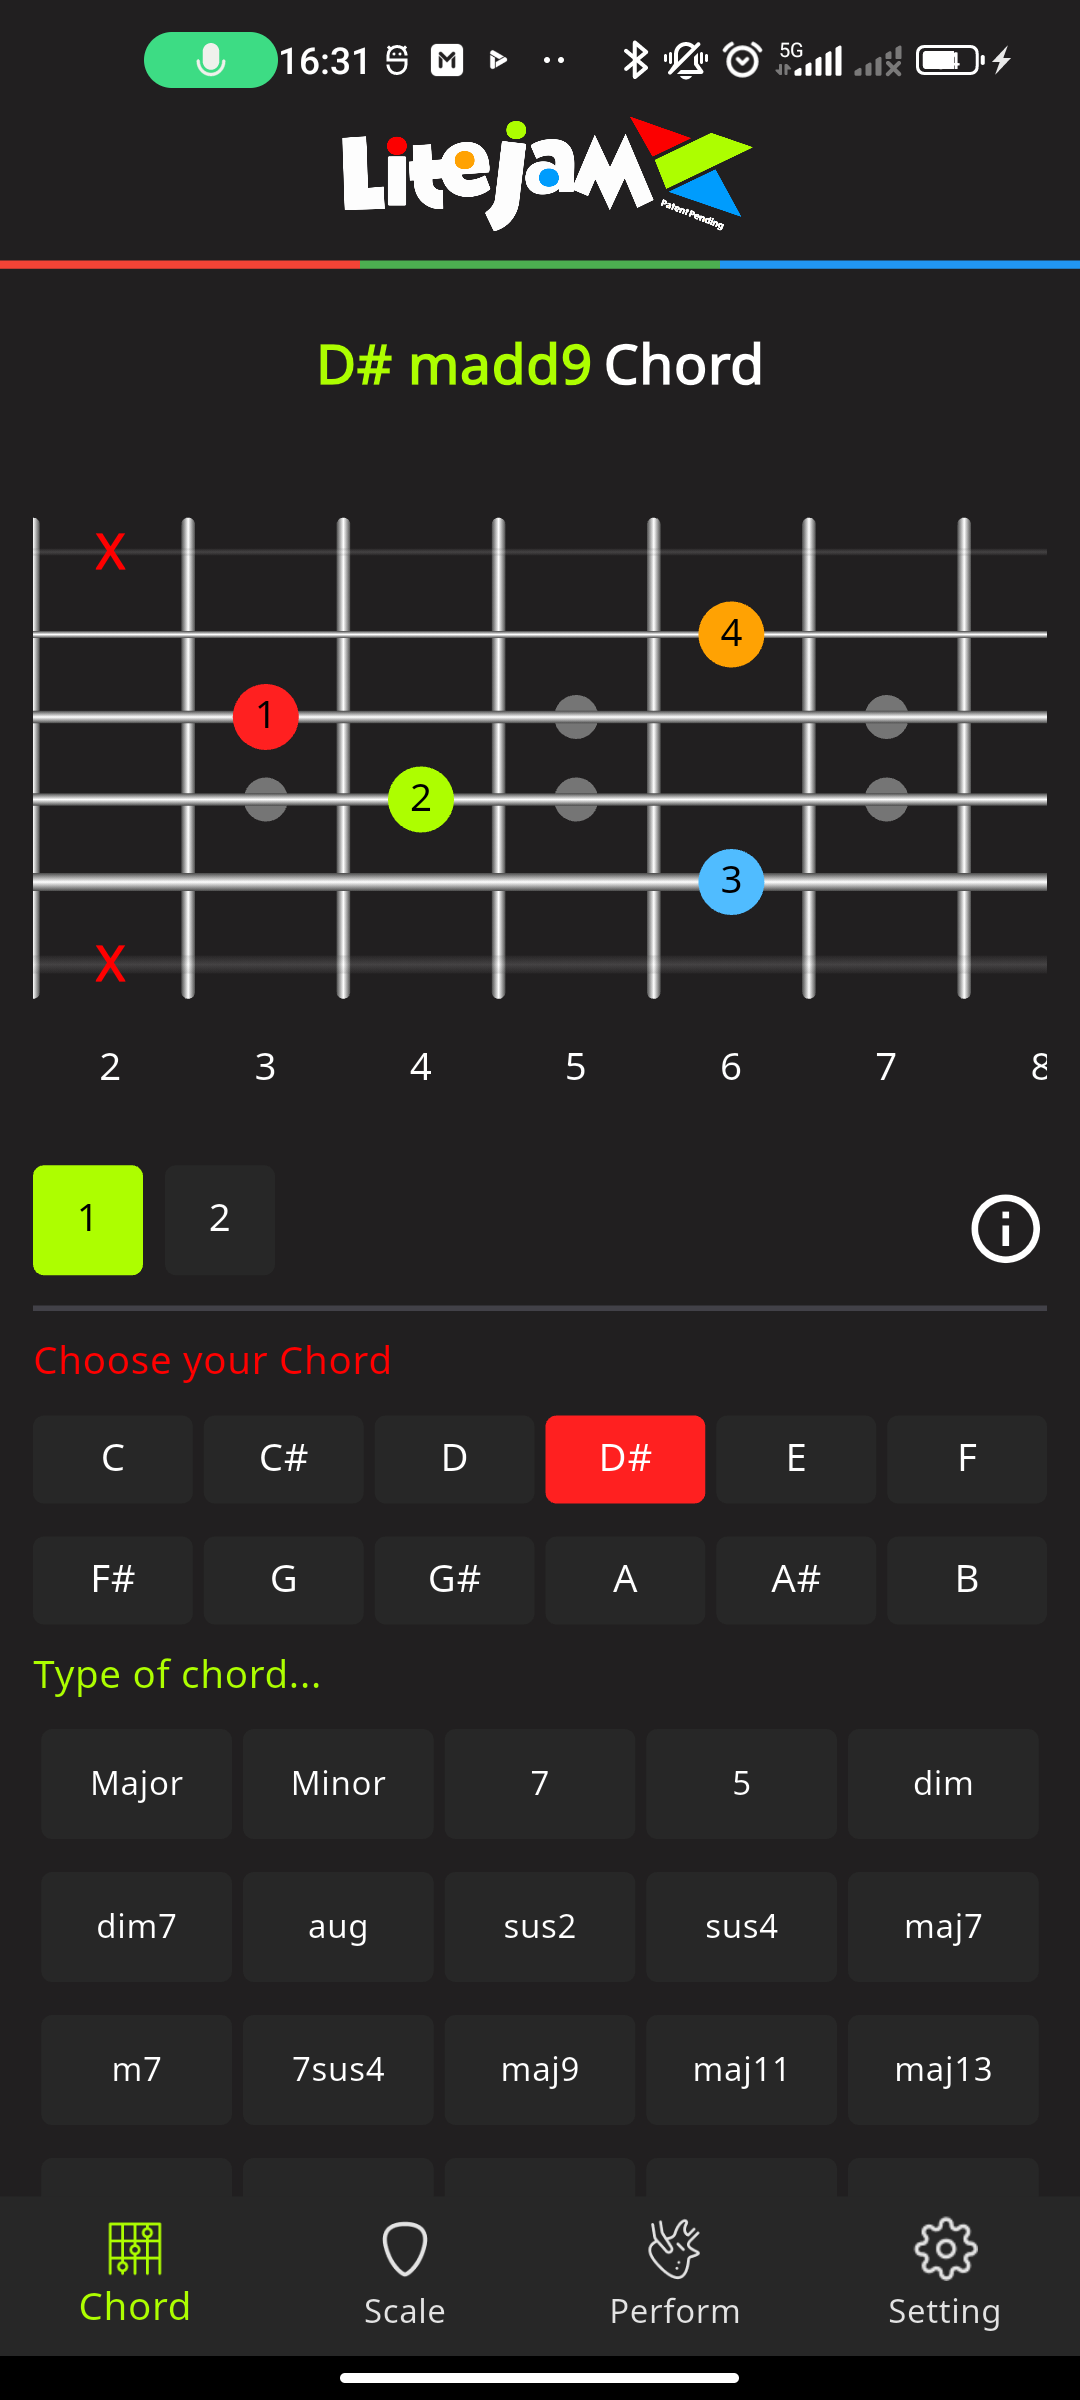 16:31 5G
LitejaM
Patent Pending
D# madd9 Chord
X
4
1
2
3
X
2 3 4 5 6 7 8
1 2
Choose your Chord
C C# D D# E F
F# G G# A A# B
Type of chord...
Major Minor 7 5 dim
dim7 aug sus2 sus4 maj7
m7 7sus4 maj9 maj11 maj13
Chord Scale Perform Setting